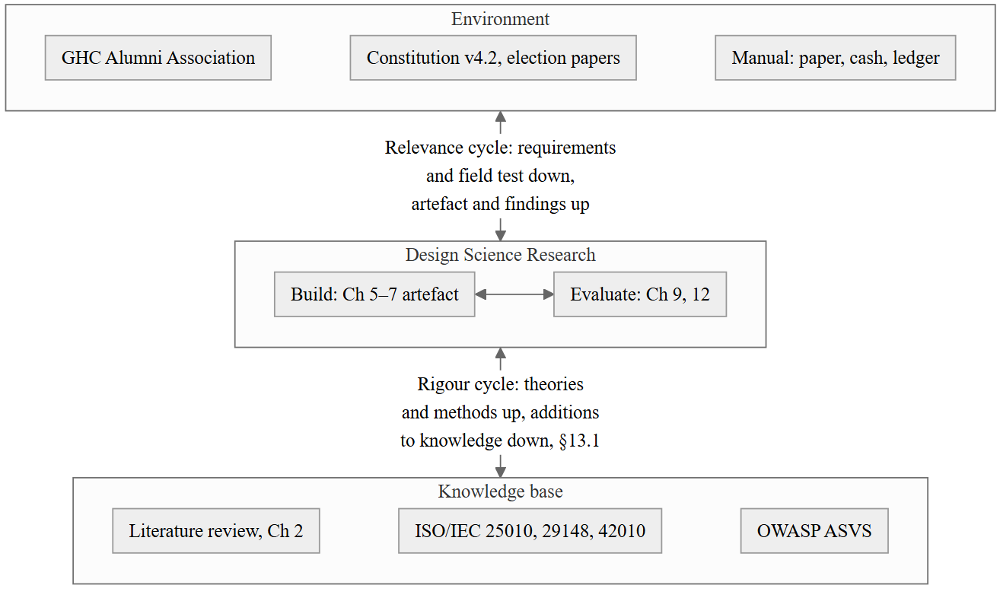 Environment
GHC Alumni Association
Constitution v4.2, election papers
Manual: paper, cash, ledger
Relevance cycle: requirements
and field test down,
artefact and findings up
Design Science Research
Build: Ch 5–7 artefact
Evaluate: Ch 9, 12
Rigour cycle: theories
and methods up, additions
to knowledge down, §13.1
Knowledge base
Literature review, Ch 2
ISO/IEC 25010, 29148, 42010
OWASP ASVS